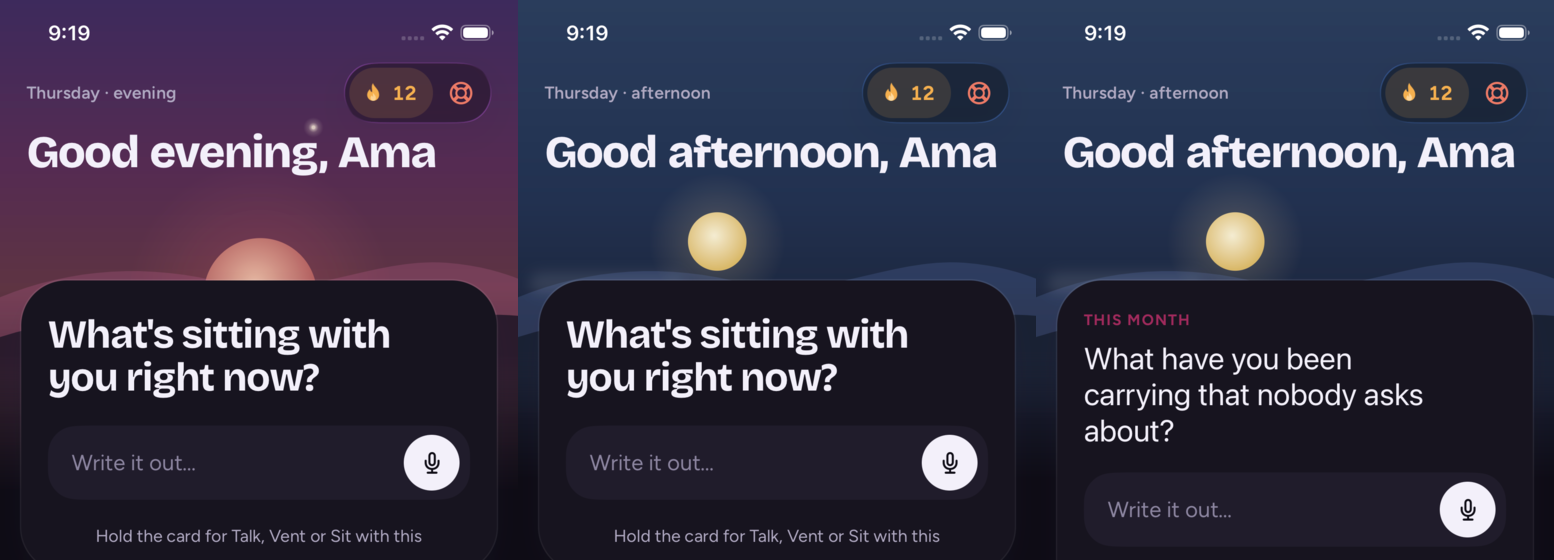 9:19
Thursday · evening
12
Good evening, Ama
What's sitting with
you right now?
Write it out...
Hold the card for Talk, Vent or Sit with this
9:19
Thursday · afternoon
12
Good afternoon, Ama
What's sitting with
you right now?
Write it out...
Hold the card for Talk, Vent or Sit with this
9:19
Thursday · afternoon
12
Good afternoon, Ama
THIS MONTH
What have you been
carrying that nobody asks
about?
Write it out...